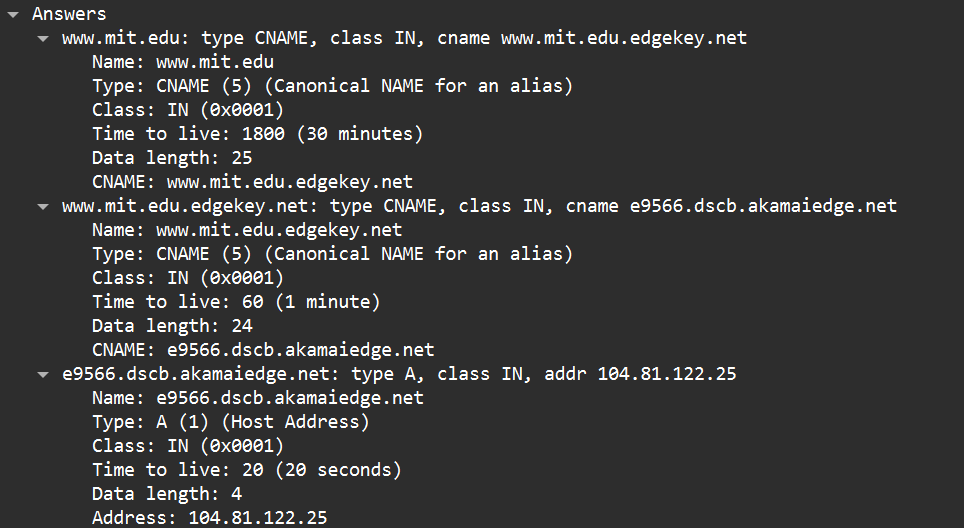 Answers
www.mit.edu: type CNAME, class IN, cname www.mit.edu.edgekey.net
Name: www.mit.edu
Type: CNAME (5) (Canonical NAME for an alias)
Class: IN (0x0001)
Time to live: 1800 (30 minutes)
Data length: 25
CNAME: www.mit.edu.edgekey.net
www.mit.edu.edgekey.net: type CNAME, class IN, cname e9566.dscb.akamaiedge.net
Name: www.mit.edu.edgekey.net
Type: CNAME (5) (Canonical NAME for an alias)
Class: IN (0x0001)
Time to live: 60 (1 minute)
Data length: 24
CNAME: e9566.dscb.akamaiedge.net
e9566.dscb.akamaiedge.net: type A, class IN, addr 104.81.122.25
Name: e9566.dscb.akamaiedge.net
Type: A (1) (Host Address)
Class: IN (0x0001)
Time to live: 20 (20 seconds)
Data length: 4
Address: 104.81.122.25